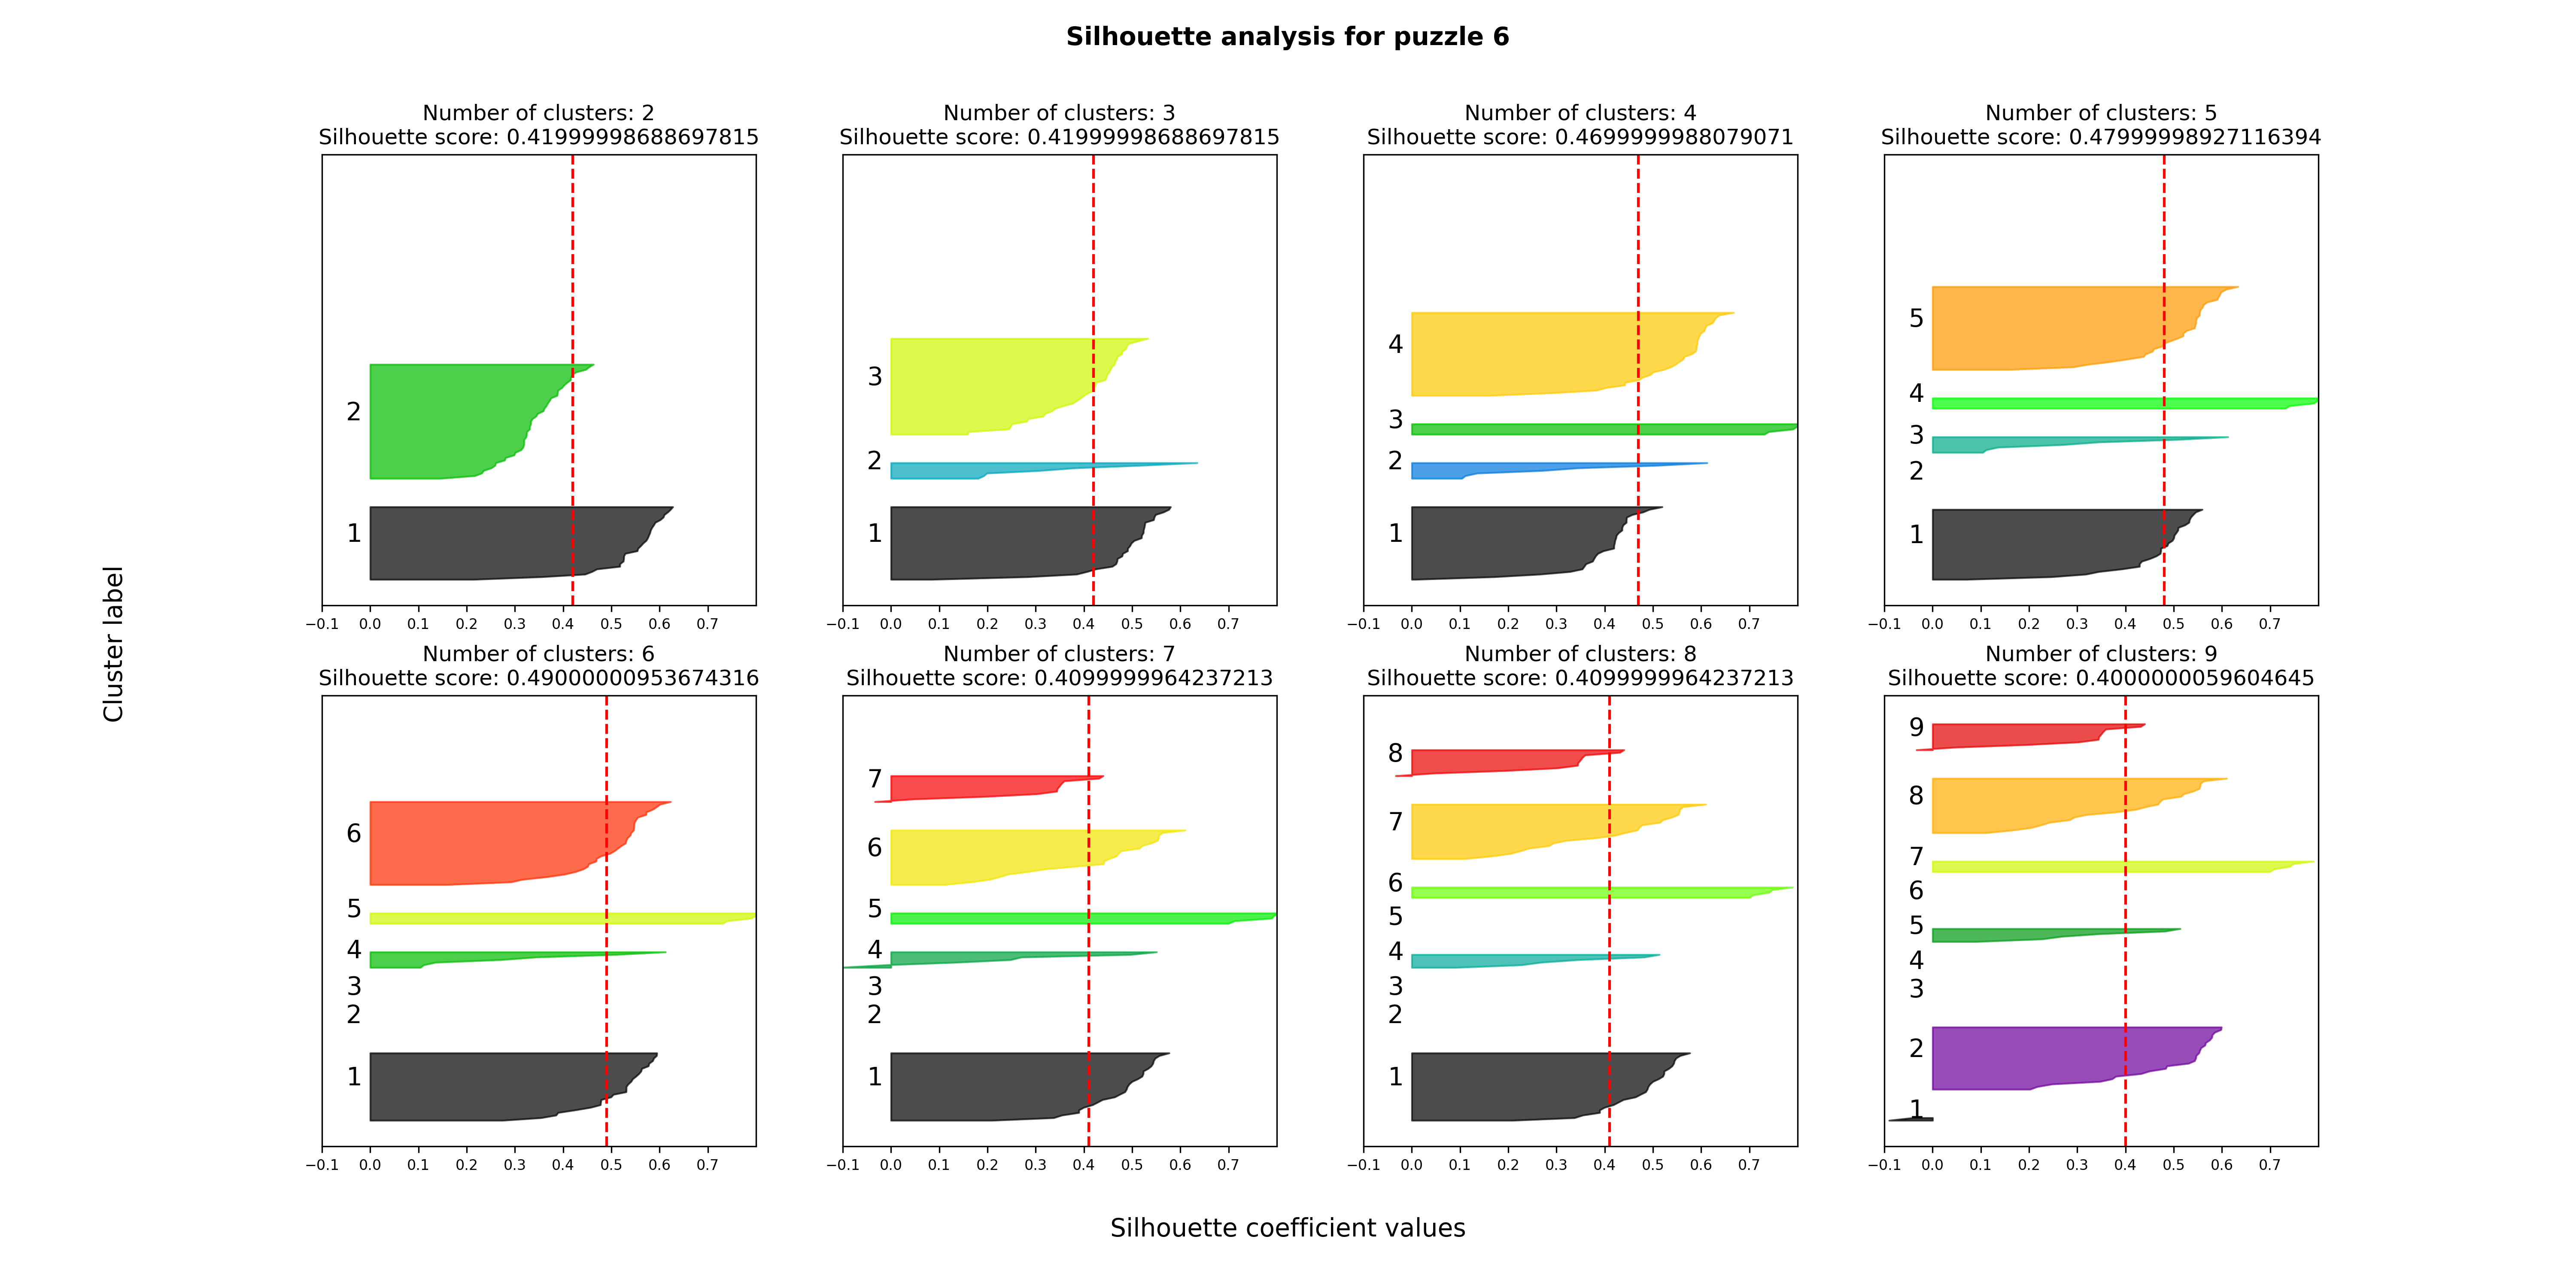 Silhouette analysis for puzzle 6
Number of clusters: 2
Silhouette score: 0.41999998688697815
2
1
−0.1 0.0 0.1 0.2 0.3 0.4 0.5 0.6 0.7
Number of clusters: 3
Silhouette score: 0.41999998688697815
3
2
1
−0.1 0.0 0.1 0.2 0.3 0.4 0.5 0.6 0.7
Number of clusters: 4
Silhouette score: 0.4699999988079071
4
3
2
1
−0.1 0.0 0.1 0.2 0.3 0.4 0.5 0.6 0.7
Number of clusters: 5
Silhouette score: 0.47999998927116394
5
4
3
2
1
−0.1 0.0 0.1 0.2 0.3 0.4 0.5 0.6 0.7
Cluster label
Number of clusters: 6
Silhouette score: 0.49000000953674316
6
5
4
3
2
1
−0.1 0.0 0.1 0.2 0.3 0.4 0.5 0.6 0.7
Number of clusters: 7
Silhouette score: 0.4099999964237213
7
6
5
4
3
2
1
−0.1 0.0 0.1 0.2 0.3 0.4 0.5 0.6 0.7
Number of clusters: 8
Silhouette score: 0.4099999964237213
8
7
6
5
4
3
2
1
−0.1 0.0 0.1 0.2 0.3 0.4 0.5 0.6 0.7
Number of clusters: 9
Silhouette score: 0.4000000059604645
9
8
7
6
5
4
3
2
1
−0.1 0.0 0.1 0.2 0.3 0.4 0.5 0.6 0.7
Silhouette coefficient values